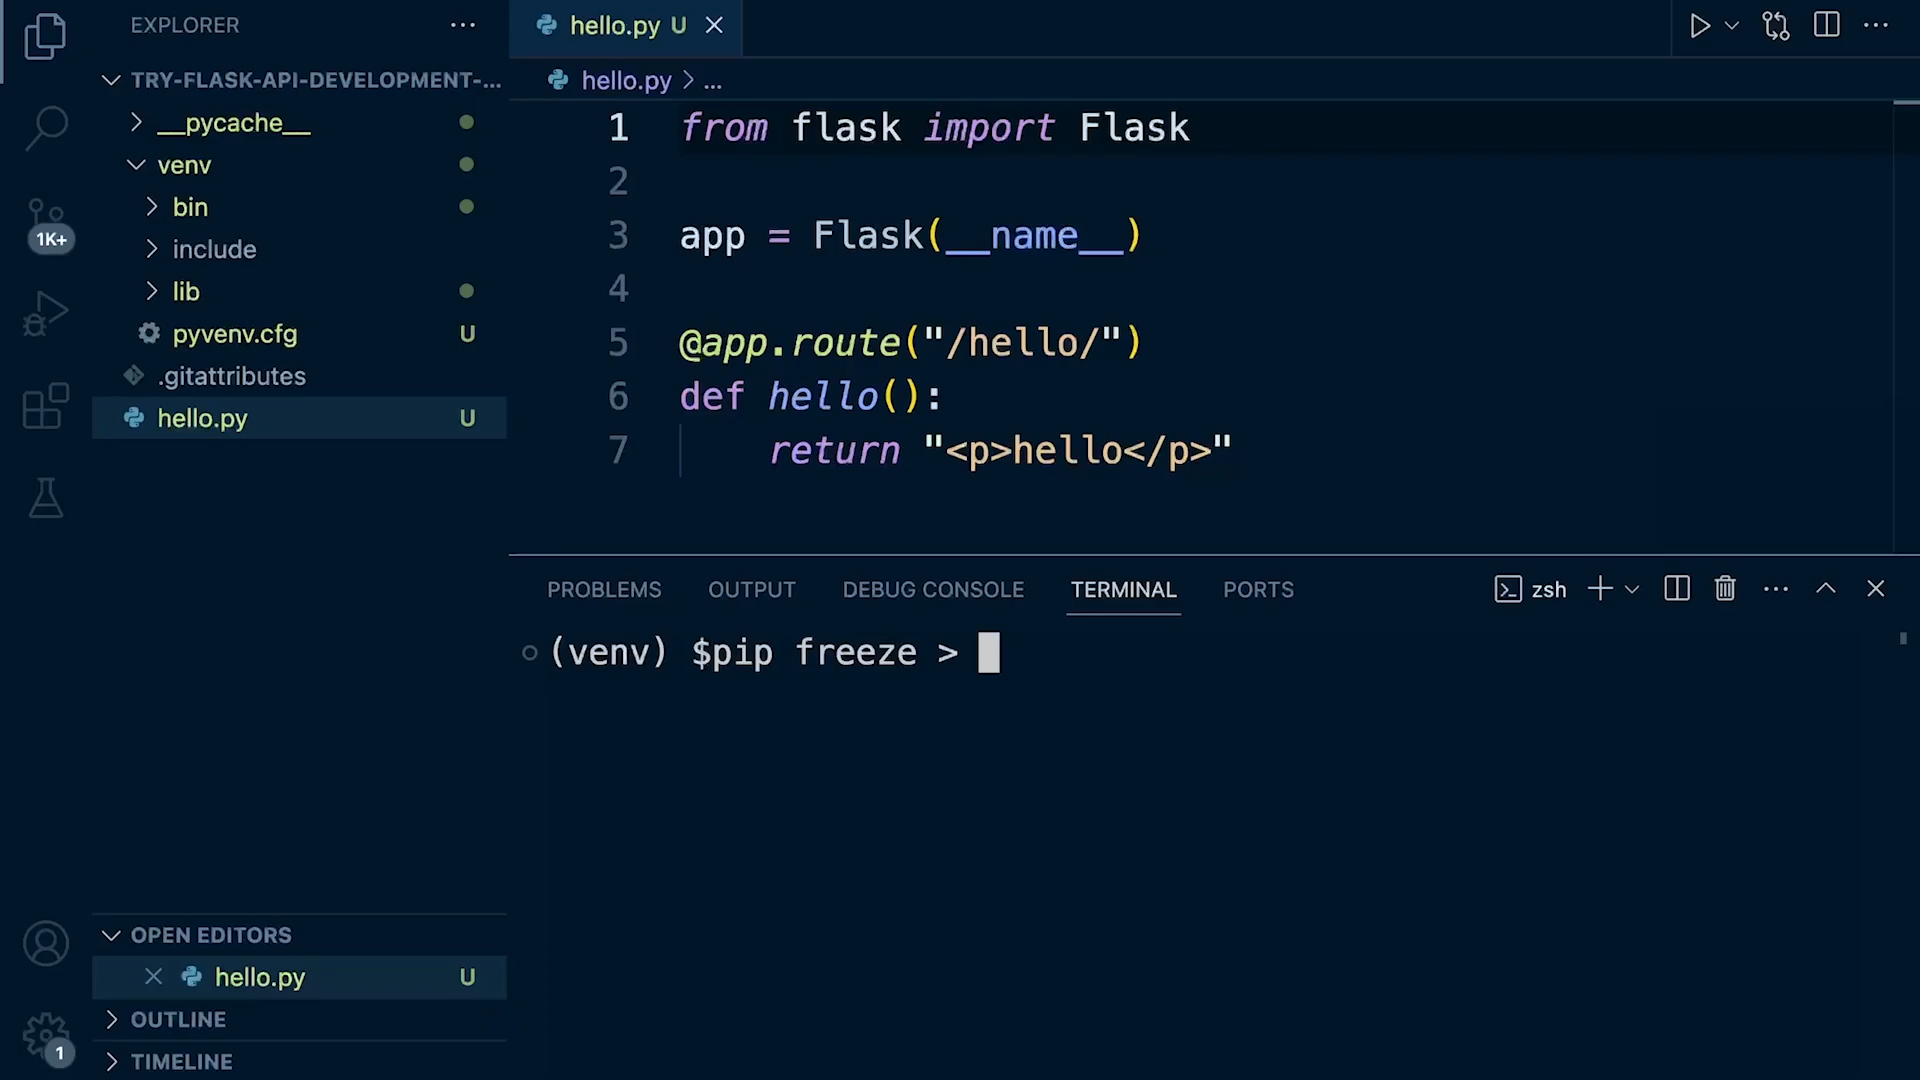 EXPLORER
TRY-FLASK-API-DEVELOPMENT-...
__pycache__
venv
bin
include
lib
pyvenv.cfg U
.gitattributes
hello.py U
1K+
OPEN EDITORS
hello.py U
OUTLINE
TIMELINE
1
hello.py U
hello.py > ...
1 from flask import Flask
2
3 app = Flask(__name__)
4
5 @app.route("/hello/")
6 def hello():
7 return "<p>hello</p>"
PROBLEMS OUTPUT DEBUG CONSOLE TERMINAL PORTS zsh
(venv) $pip freeze >